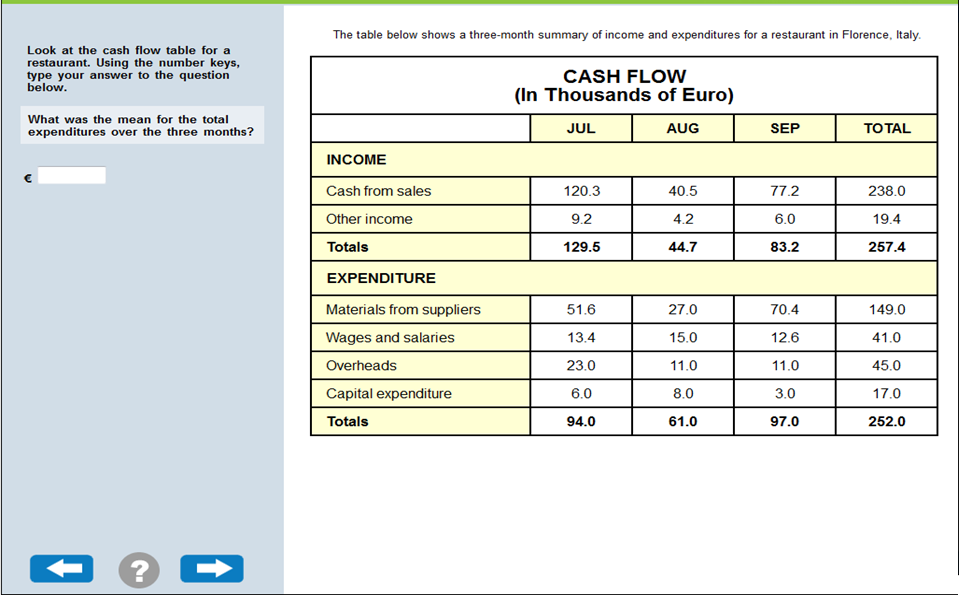 Look at the cash flow table for a
restaurant. Using the number keys,
type your answer to the question
below.
What was the mean for the total
expenditures over the three months?
€
?
The table below shows a three-month summary of income and expenditures for a restaurant in Florence, Italy.
CASH FLOW
(In Thousands of Euro)
JUL AUG SEP TOTAL
INCOME
Cash from sales 120.3 40.5 77.2 238.0
Other income 9.2 4.2 6.0 19.4
Totals 129.5 44.7 83.2 257.4
EXPENDITURE
Materials from suppliers 51.6 27.0 70.4 149.0
Wages and salaries 13.4 15.0 12.6 41.0
Overheads 23.0 11.0 11.0 45.0
Capital expenditure 6.0 8.0 3.0 17.0
Totals 94.0 61.0 97.0 252.0